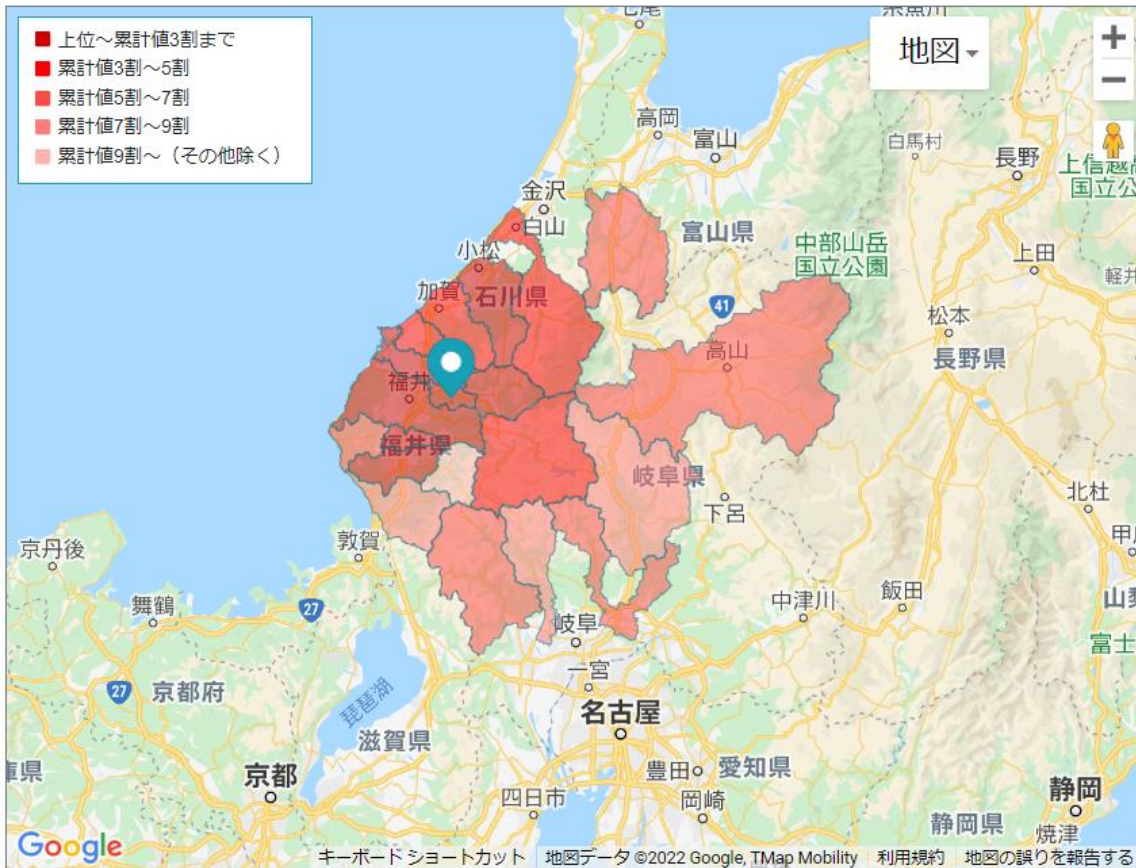 上位～累計値3割まで
累計値3割～5割
累計値5割～7割
累計値7割～9割
累計値9割～（その他除く）
地図
七尾
糸魚川
高岡
富山
白馬村
長野
金沢
白山
小松
富山県
中部山岳
国立公園
上田
加賀
石川県
41
松本
高山
長野県
福井
福井県
岐阜県
下呂
北杜
京丹後
敦賀
舞鶴
27
中津川
飯田
岐阜
一宮
27
京都府
琵琶湖
滋賀県
名古屋
京都
豊田
愛知県
四日市
岡崎
静岡
静岡県
焼津
Google
キーボード ショートカット
地図データ ©2022 Google, TMap Mobility
利用規約
地図の誤りを報告する